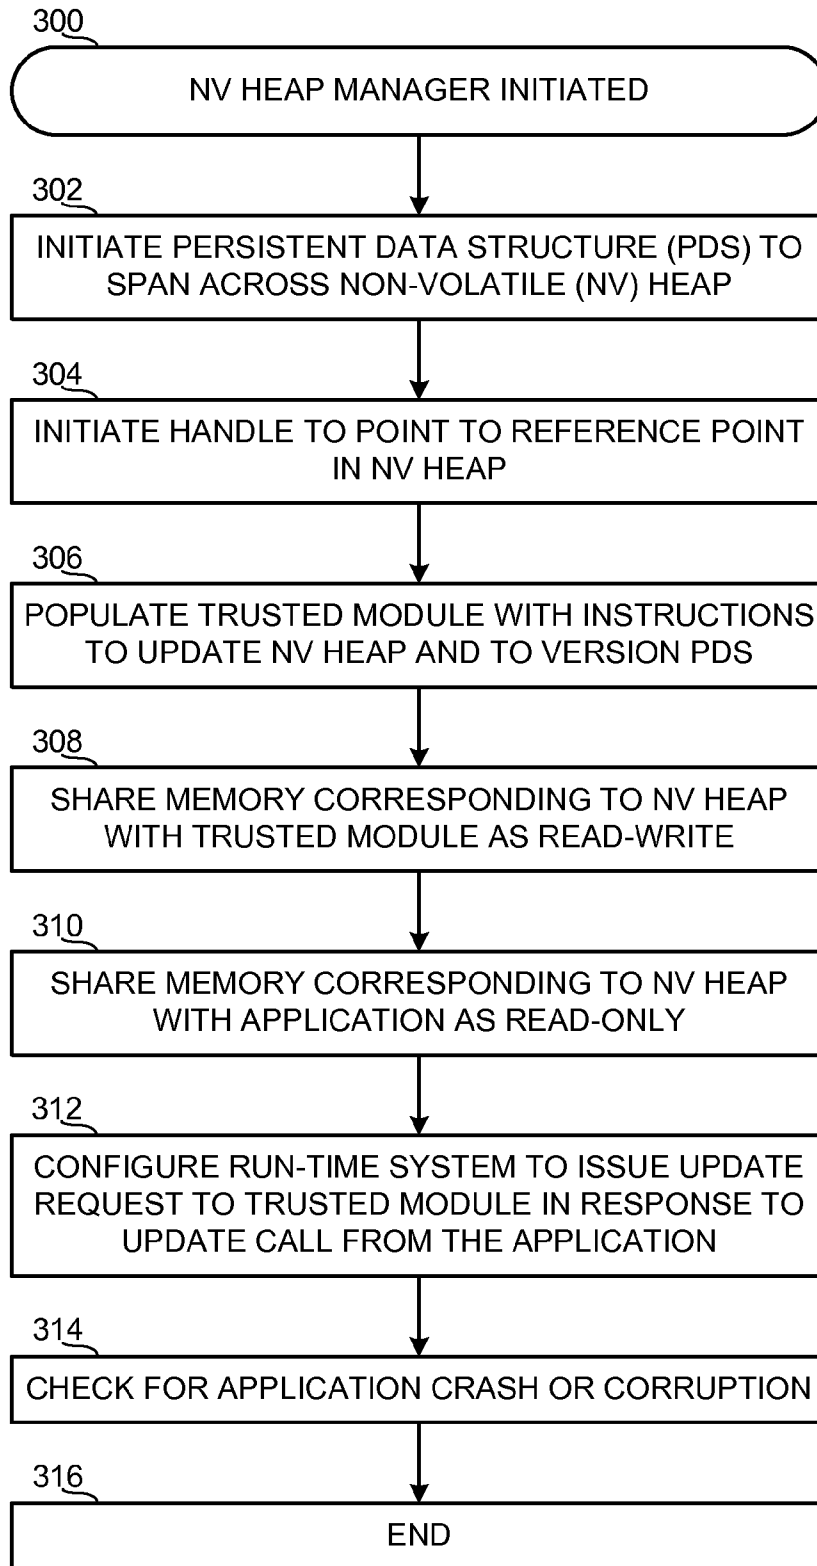 300
NV HEAP MANAGER INITIATED
302
INITIATE PERSISTENT DATA STRUCTURE (PDS) TO
SPAN ACROSS NON-VOLATILE (NV) HEAP
304
INITIATE HANDLE TO POINT TO REFERENCE POINT
IN NV HEAP
306
POPULATE TRUSTED MODULE WITH INSTRUCTIONS
TO UPDATE NV HEAP AND TO VERSION PDS
308
SHARE MEMORY CORRESPONDING TO NV HEAP
WITH TRUSTED MODULE AS READ-WRITE
310
SHARE MEMORY CORRESPONDING TO NV HEAP
WITH APPLICATION AS READ-ONLY
312
CONFIGURE RUN-TIME SYSTEM TO ISSUE UPDATE
REQUEST TO TRUSTED MODULE IN RESPONSE TO
UPDATE CALL FROM THE APPLICATION
314
CHECK FOR APPLICATION CRASH OR CORRUPTION
316
END